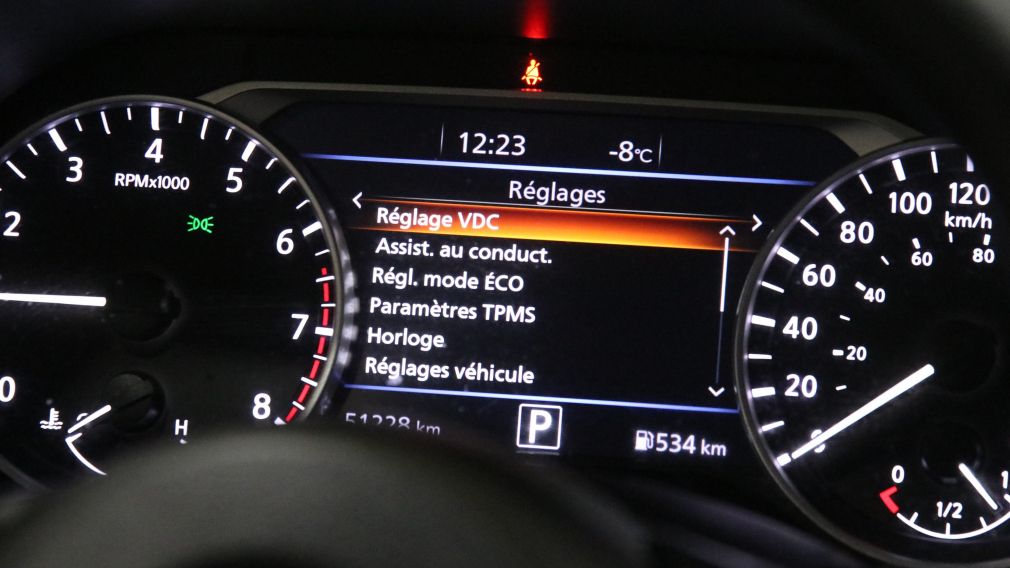 12:23 -8°C
Réglages
Réglage VDC
Assist. au conduct.
Régl. mode ÉCO
Paramètres TPMS
Horloge
Réglages véhicule
51228 km P 534 km
0 2 3 4 5 6 7 8
RPMx1000
H
20 40 60 80 100 120
km/h
20 40 60 80
0 1/2 1